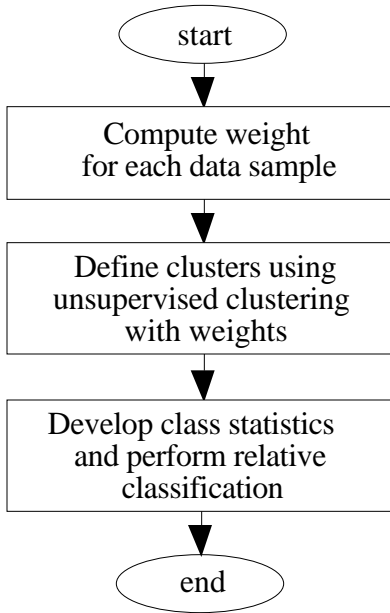 start
Compute weight
for each data sample
Define clusters using
unsupervised clustering
with weights
Develop class statistics
and perform relative
classification
end